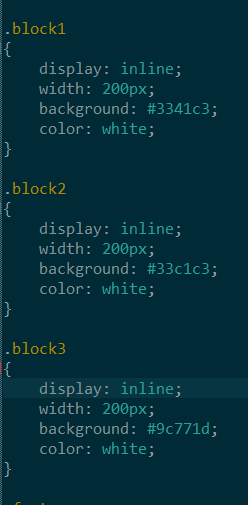 .block1
{
    display: inline;
    width: 200px;
    background: #3341c3;
    color: white;
}

.block2
{
    display: inline;
    width: 200px;
    background: #33c1c3;
    color: white;
}

.block3
{
    display: inline;
    width: 200px;
    background: #9c771d;
    color: white;
}